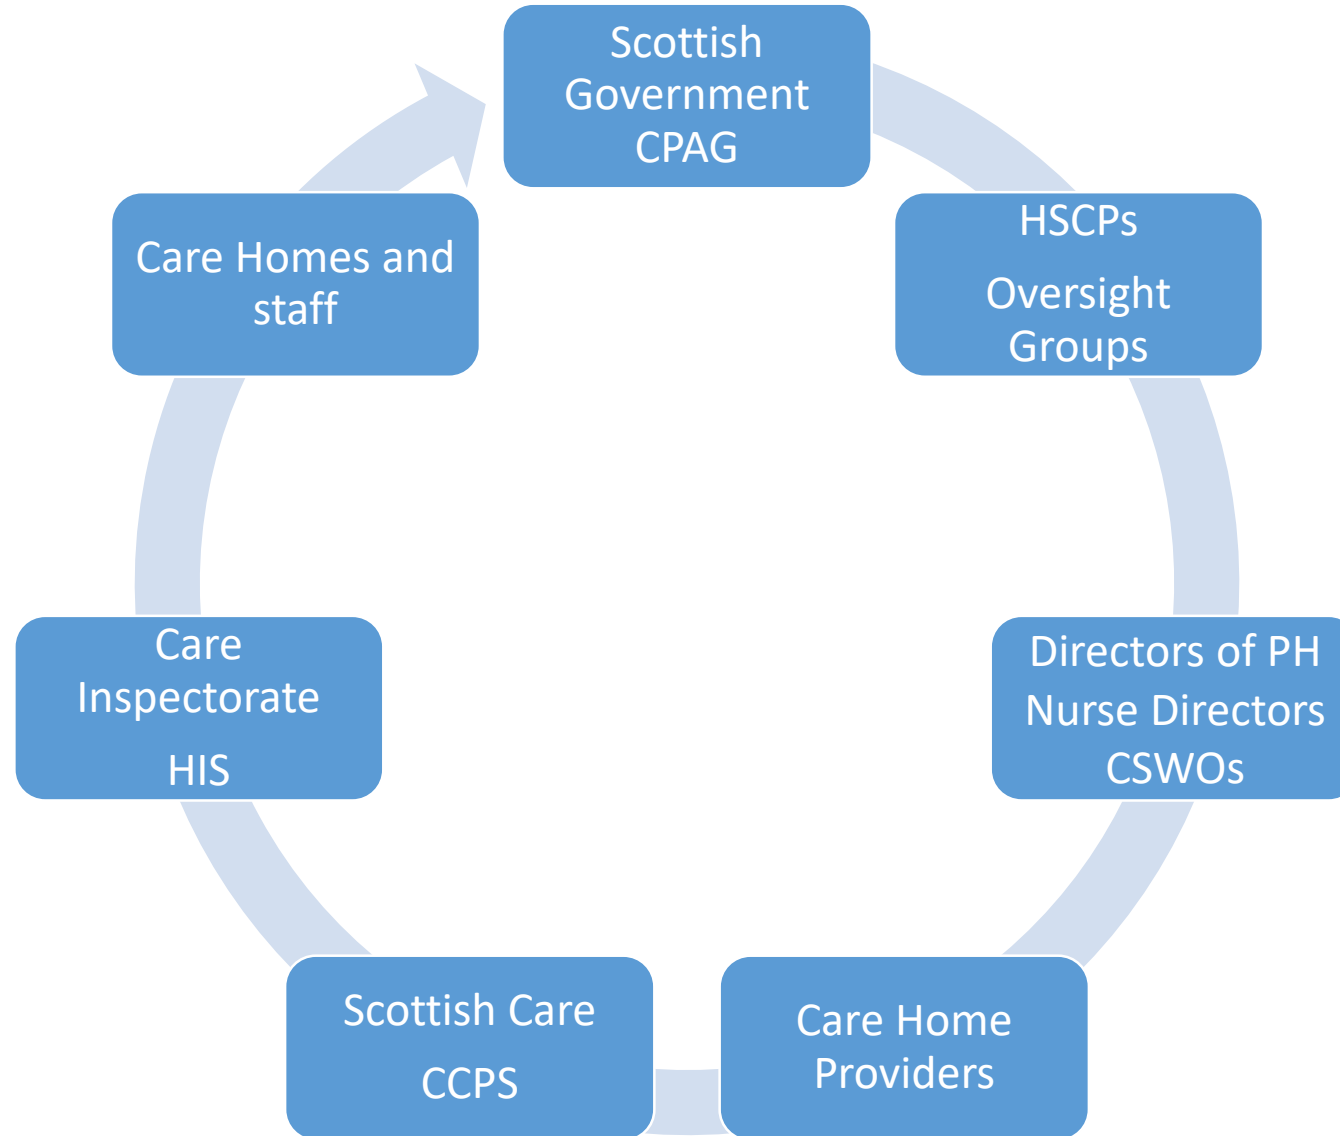 Scottish
Government
CPAG
HSCPs
Oversight
Groups
Directors of PH
Nurse Directors
CSWOs
Care Home
Providers
Scottish Care
CCPS
Care
Inspectorate
HIS
Care Homes and
staff